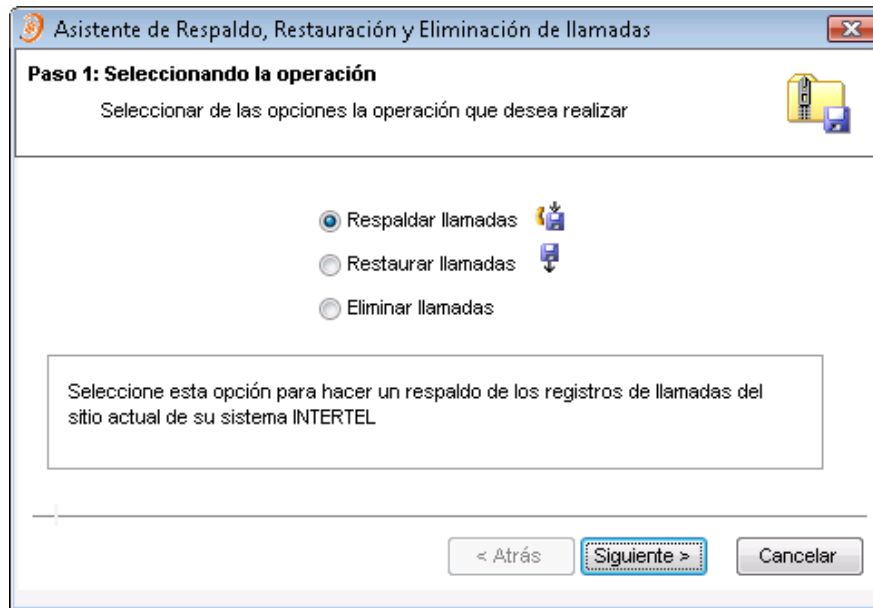 Asistente de Respaldo, Restauración y Eliminación de llamadas
Paso 1: Seleccionando la operación
Seleccionar de las opciones la operación que desea realizar
Respaldar llamadas
Restaurar llamadas
Eliminar llamadas
Seleccione esta opción para hacer un respaldo de los registros de llamadas del
sitio actual de su sistema INTERTEL
< Atrás Siguiente > Cancelar